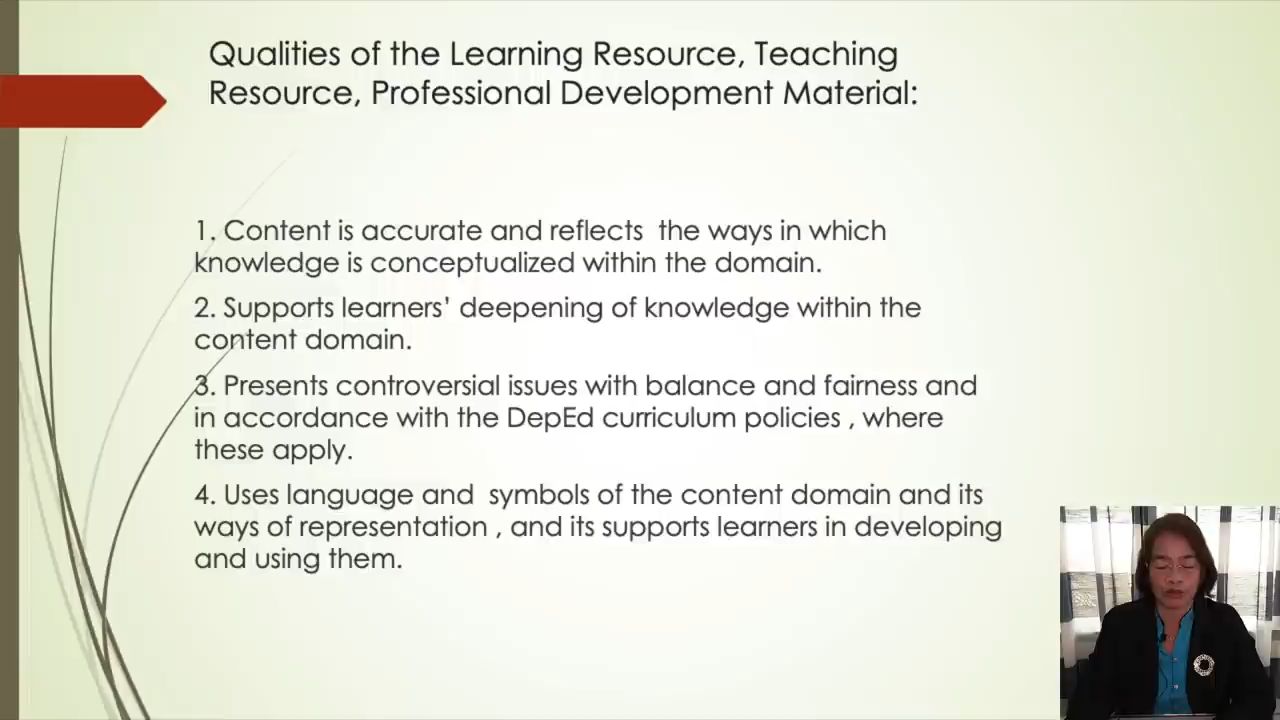 Qualities of the Learning Resource, Teaching
Resource, Professional Development Material:
1. Content is accurate and reflects  the ways in which
knowledge is conceptualized within the domain.
2. Supports learners' deepening of knowledge within the
content domain.
3. Presents controversial issues with balance and fairness and
in accordance with the DepEd curriculum policies , where
these apply.
4. Uses language and  symbols of the content domain and its
ways of representation , and its supports learners in developing
and using them.